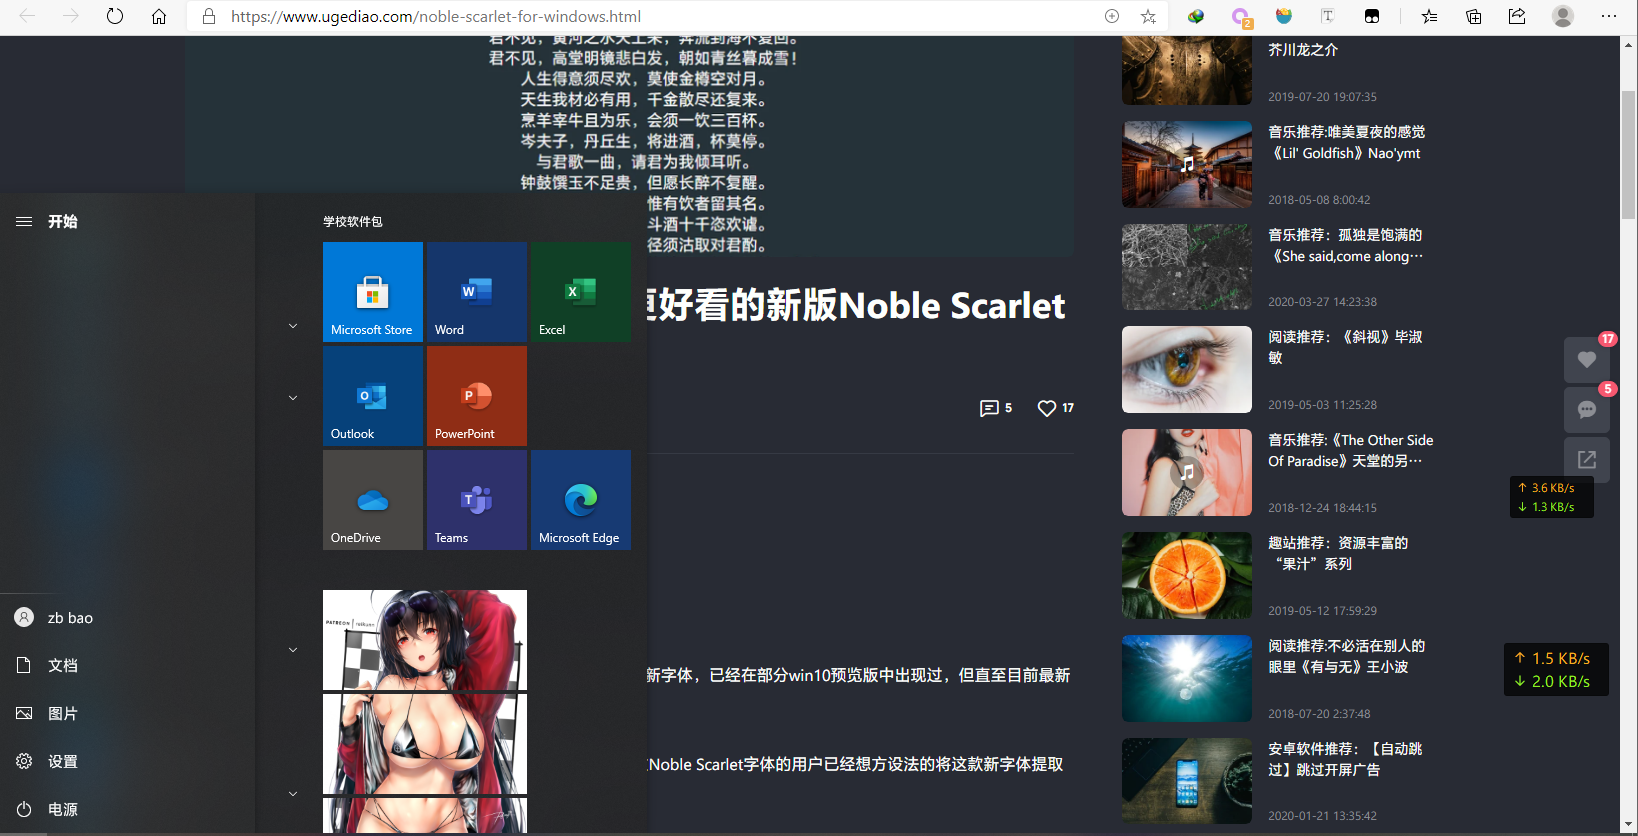 https://www.ugediao.com/noble-scarlet-for-windows.html
2
君不见，黄河之水天上来，奔流到海不复回。
君不见，高堂明镜悲白发，朝如青丝暮成雪！
人生得意须尽欢，莫使金樽空对月。
天生我材必有用，千金散尽还复来。
烹羊宰牛且为乐，会须一饮三百杯。
岑夫子，丹丘生，将进酒，杯莫停。
与君歌一曲，请君为我倾耳听。
钟鼓馔玉不足贵，但愿长醉不复醒。
惟有饮者留其名。
斗酒十千恣欢谑。
径须沽取对君酌。
更好看的新版Noble Scarlet
5
17
新字体，已经在部分win10预览版中出现过，但直至目前最新
Noble Scarlet字体的用户已经想方设法的将这款新字体提取
开始
zb bao
文档
图片
设置
电源
学校软件包
Microsoft Store
Word
Excel
Outlook
PowerPoint
OneDrive
Teams
Microsoft Edge
PATREON
芥川龙之介
2019-07-20 19:07:35
音乐推荐:唯美夏夜的感觉
《Lil' Goldfish》Nao'ymt
2018-05-08 8:00:42
音乐推荐：孤独是饱满的
《She said,come along…
2020-03-27 14:23:38
阅读推荐：《斜视》毕淑
敏
2019-05-03 11:25:28
音乐推荐:《The Other Side
Of Paradise》天堂的另…
2018-12-24 18:44:15
趣站推荐：资源丰富的
“果汁”系列
2019-05-12 17:59:29
阅读推荐:不必活在别人的
眼里《有与无》王小波
2018-07-20 2:37:48
安卓软件推荐：【自动跳
过】跳过开屏广告
2020-01-21 13:35:42
17
5
↑ 3.6 KB/s
↓ 1.3 KB/s
↑ 1.5 KB/s
↓ 2.0 KB/s